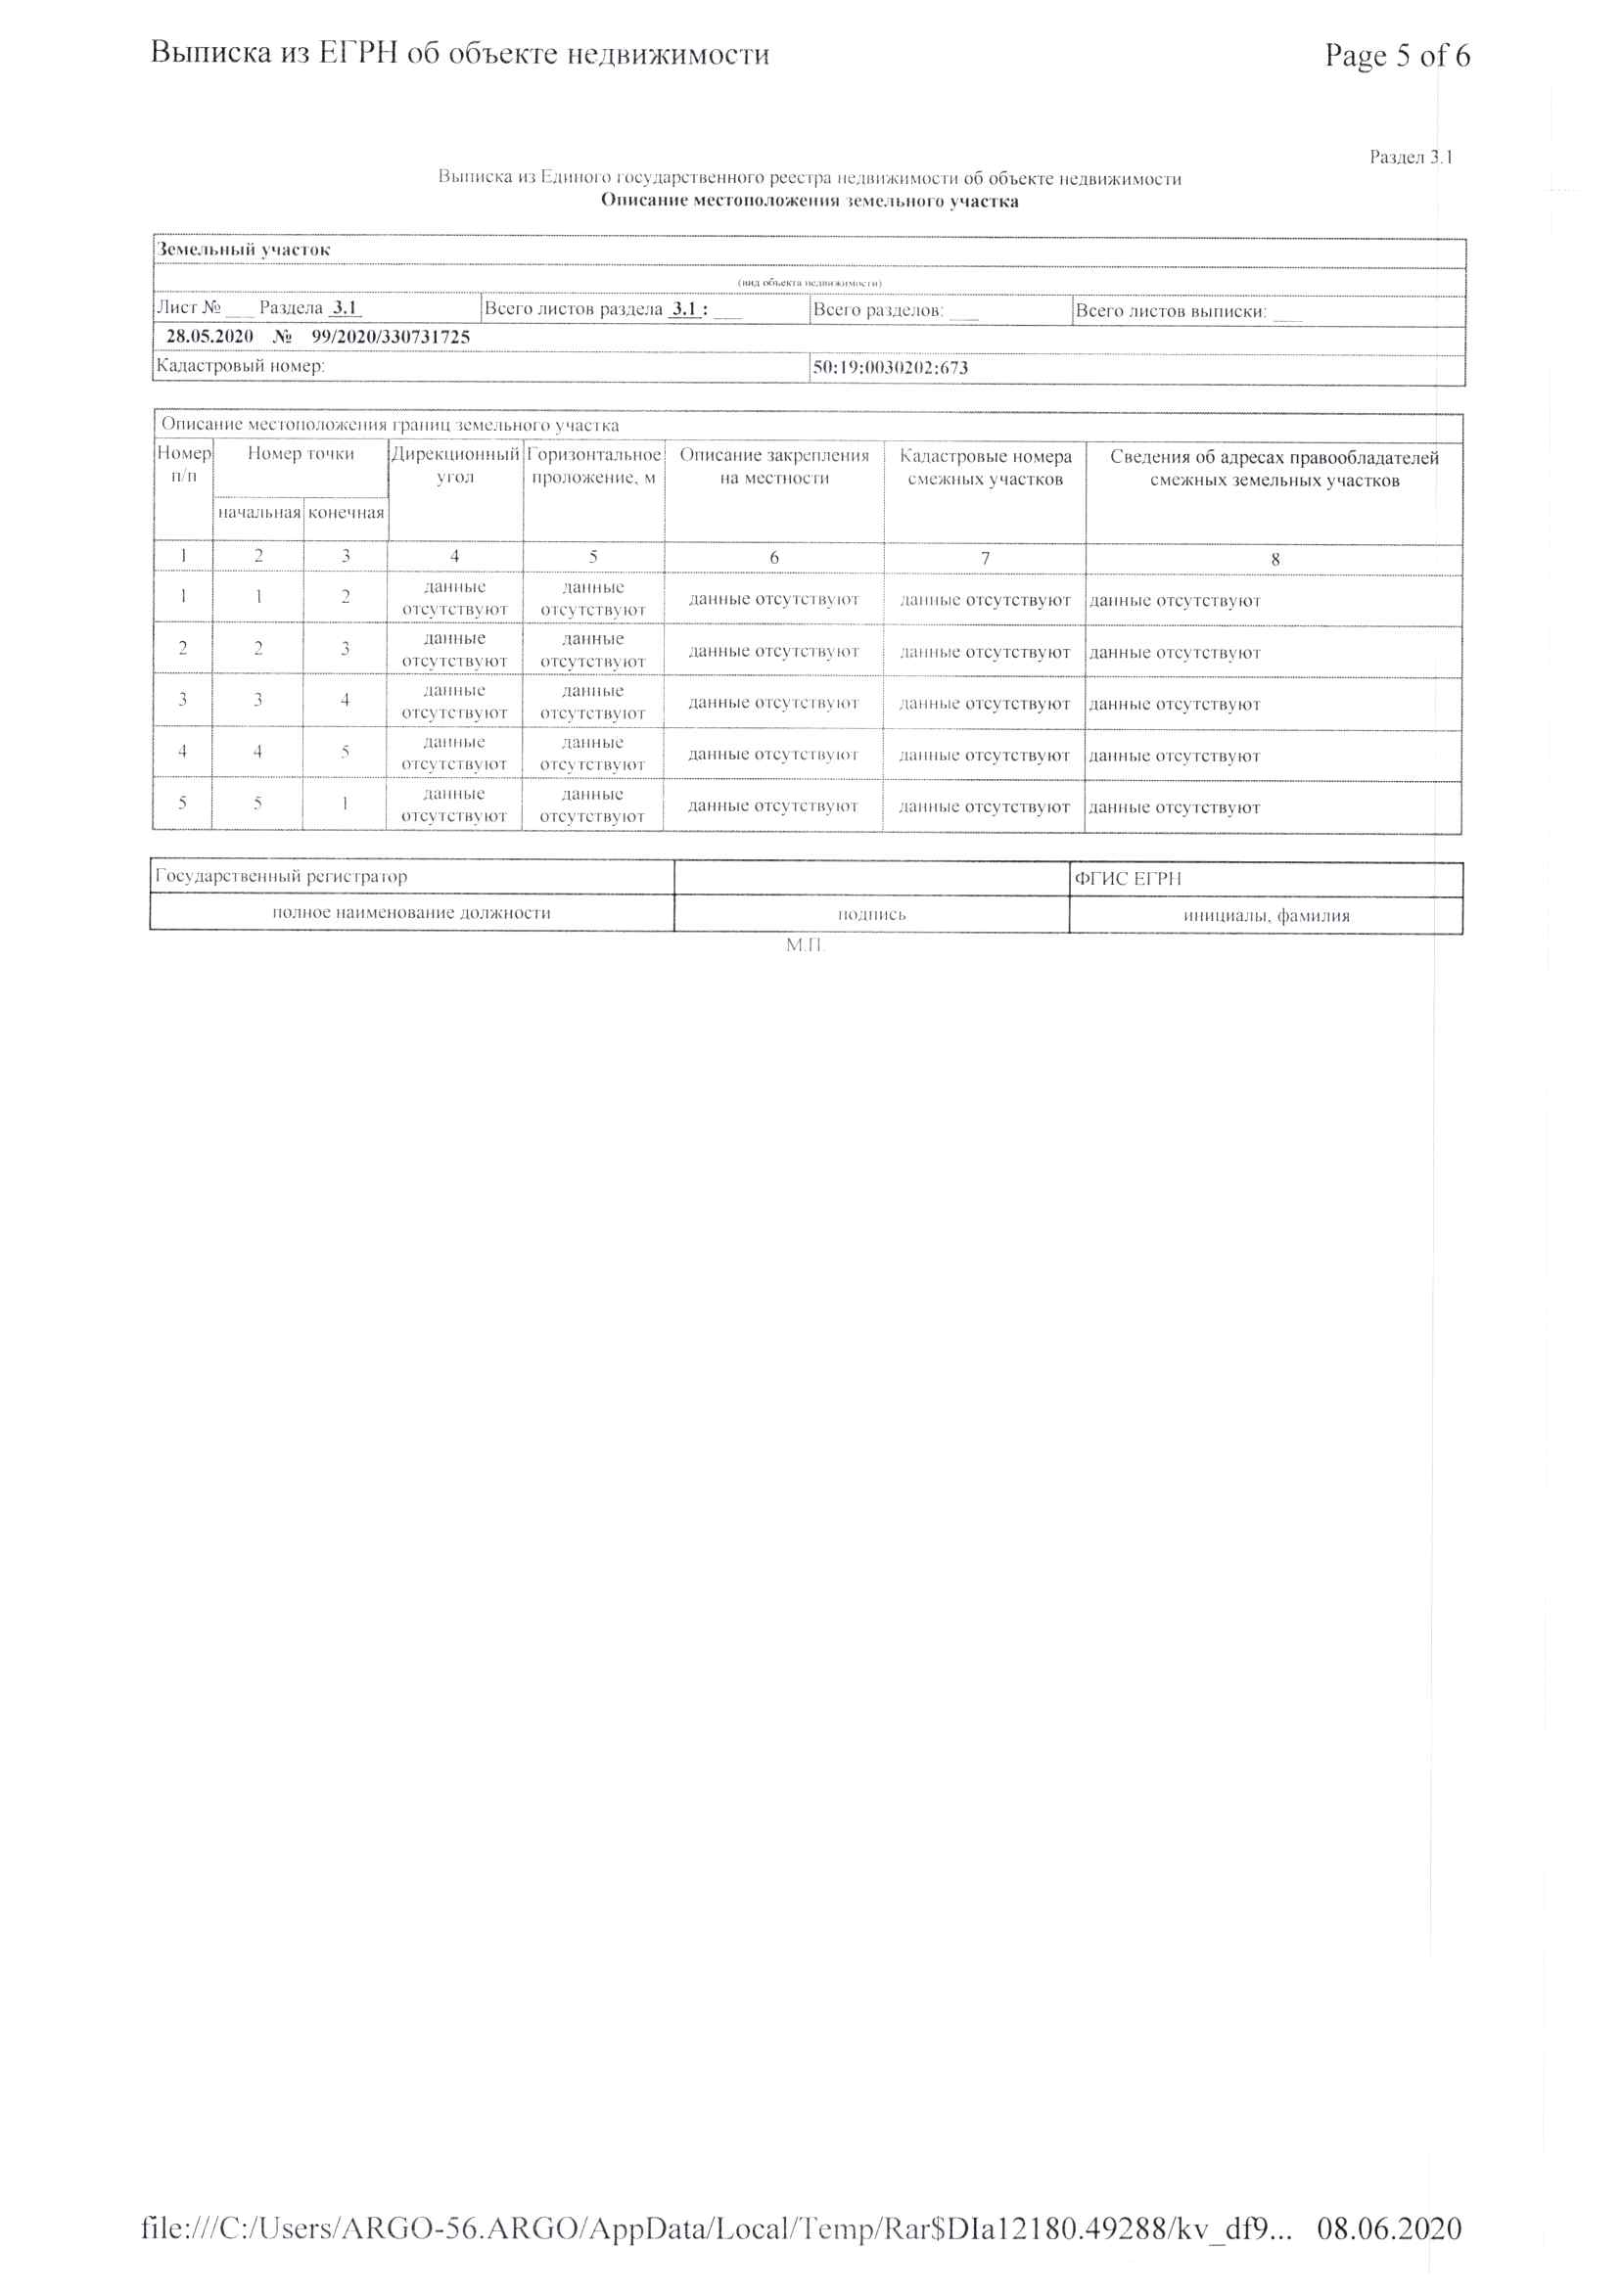 Выписка из ЕГРН об объекте недвижимости Page 5 of 6
Раздел 3.1
Выписка из Единого государственного реестра недвижимости об объекте недвижимости
Описание местоположения земельного участка
Земельный участок
(вид объекта недвижимости)
Лист № ___ Раздела 3.1 Всего листов раздела 3.1 : ___ Всего разделов: ___ Всего листов выписки: ___
28.05.2020 № 99/2020/330731725
Кадастровый номер: 50:19:0030202:673
Описание местоположения границ земельного участка
Номер Номер точки Дирекционный Горизонтальное Описание закрепления Кадастровые номера Сведения об адресах правообладателей
п/п угол проложение, м на местности смежных участков смежных земельных участков
начальная конечная
1 2 3 4 5 6 7 8
данные данные
1 1 2 отсутствуют отсутствуют данные отсутствуют данные отсутствуют данные отсутствуют
данные данные
2 2 3 отсутствуют отсутствуют данные отсутствуют данные отсутствуют данные отсутствуют
данные данные
3 3 4 отсутствуют отсутствуют данные отсутствуют данные отсутствуют данные отсутствуют
данные данные
4 4 5 отсутствуют отсутствуют данные отсутствуют данные отсутствуют данные отсутствуют
данные данные
5 5 1 отсутствуют отсутствуют данные отсутствуют данные отсутствуют данные отсутствуют
Государственный регистратор ФГИС ЕГРН
полное наименование должности подпись инициалы, фамилия
М.П.
file:///C:/Users/ARGO-56.ARGO/AppData/Local/Temp/Rar$DIa12180.49288/kv_df9... 08.06.2020